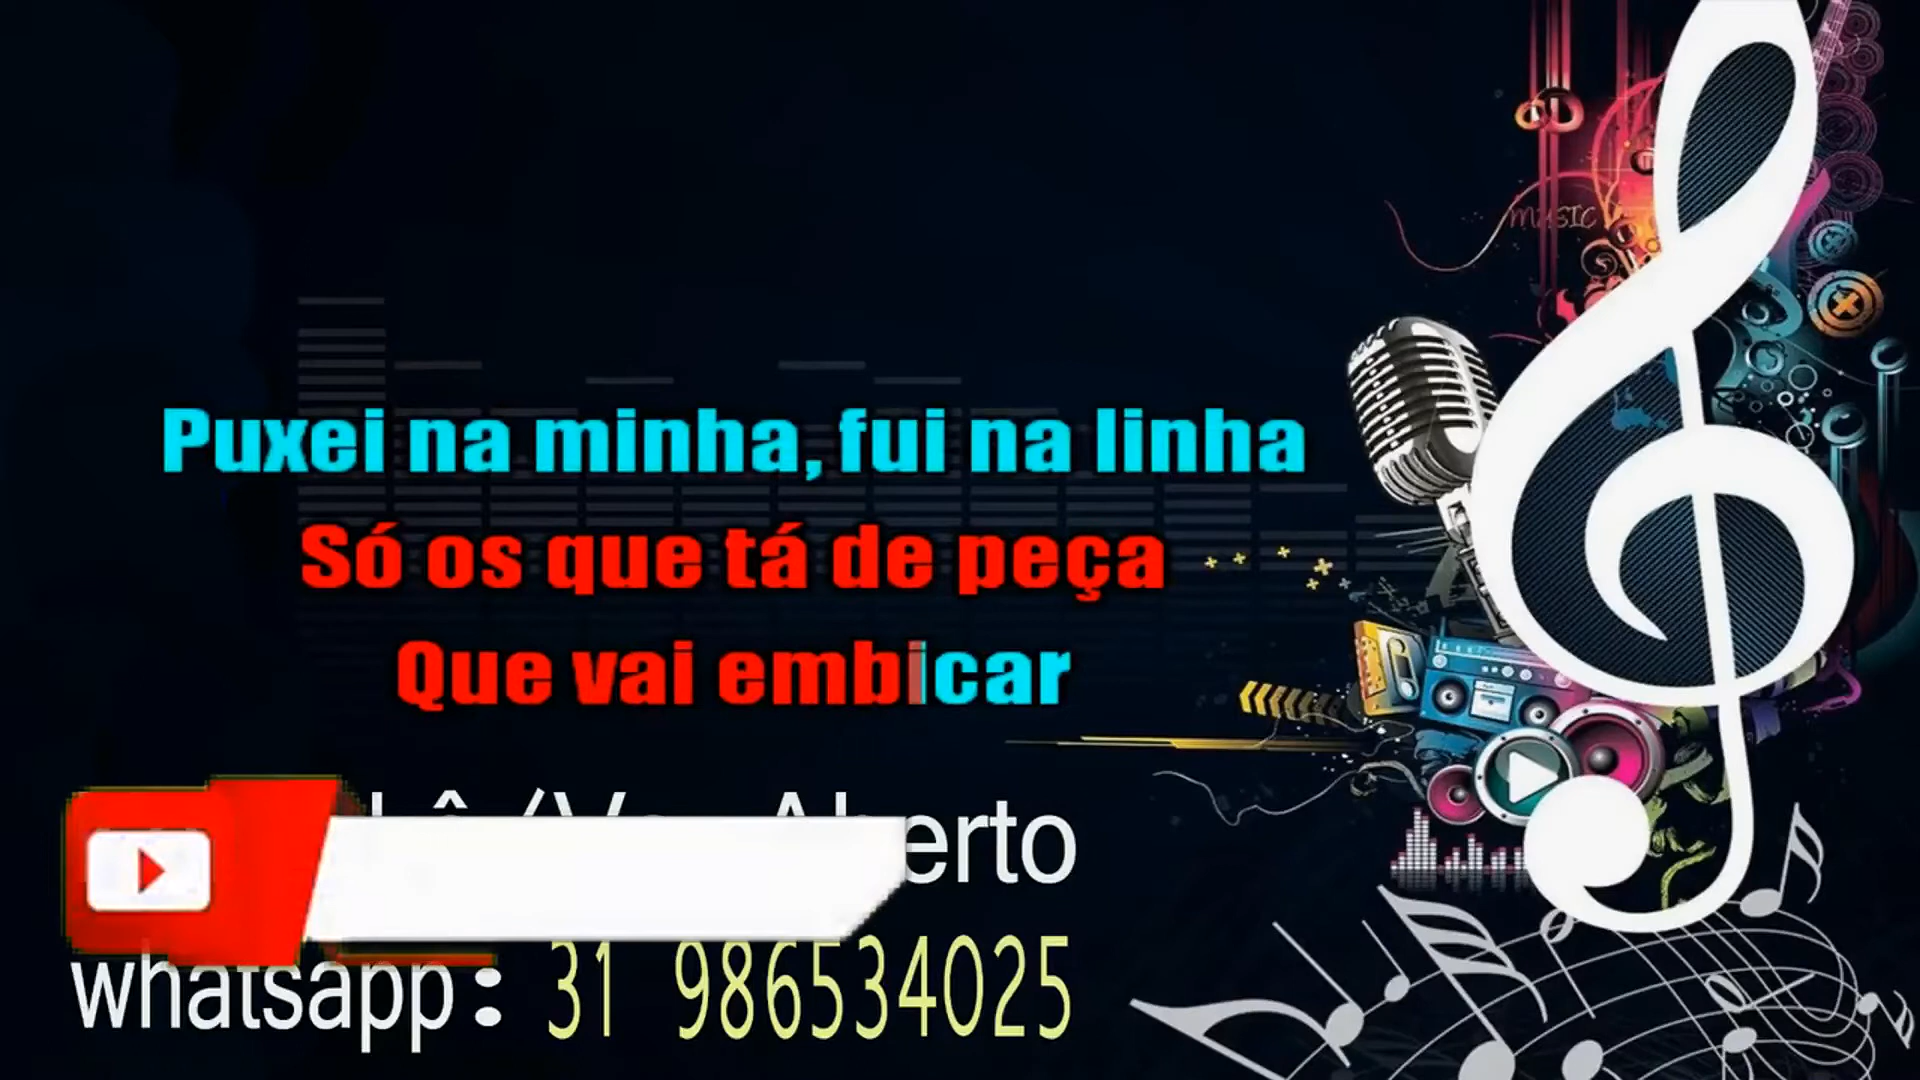 MUSIC
Puxei na minha, fui na linha
Só os que tá de peça
Que vai embicar
whatsapp: 31 986534025